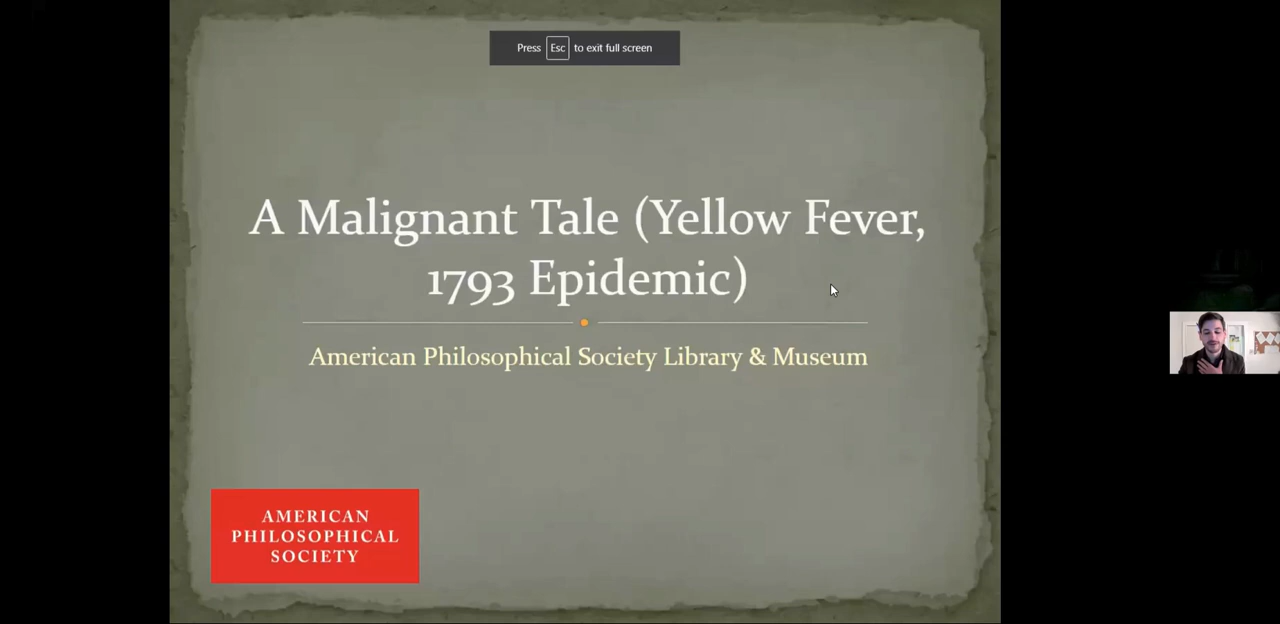 Press Esc to exit full screen
A Malignant Tale (Yellow Fever,
1793 Epidemic)
American Philosophical Society Library & Museum
AMERICAN
PHILOSOPHICAL
SOCIETY